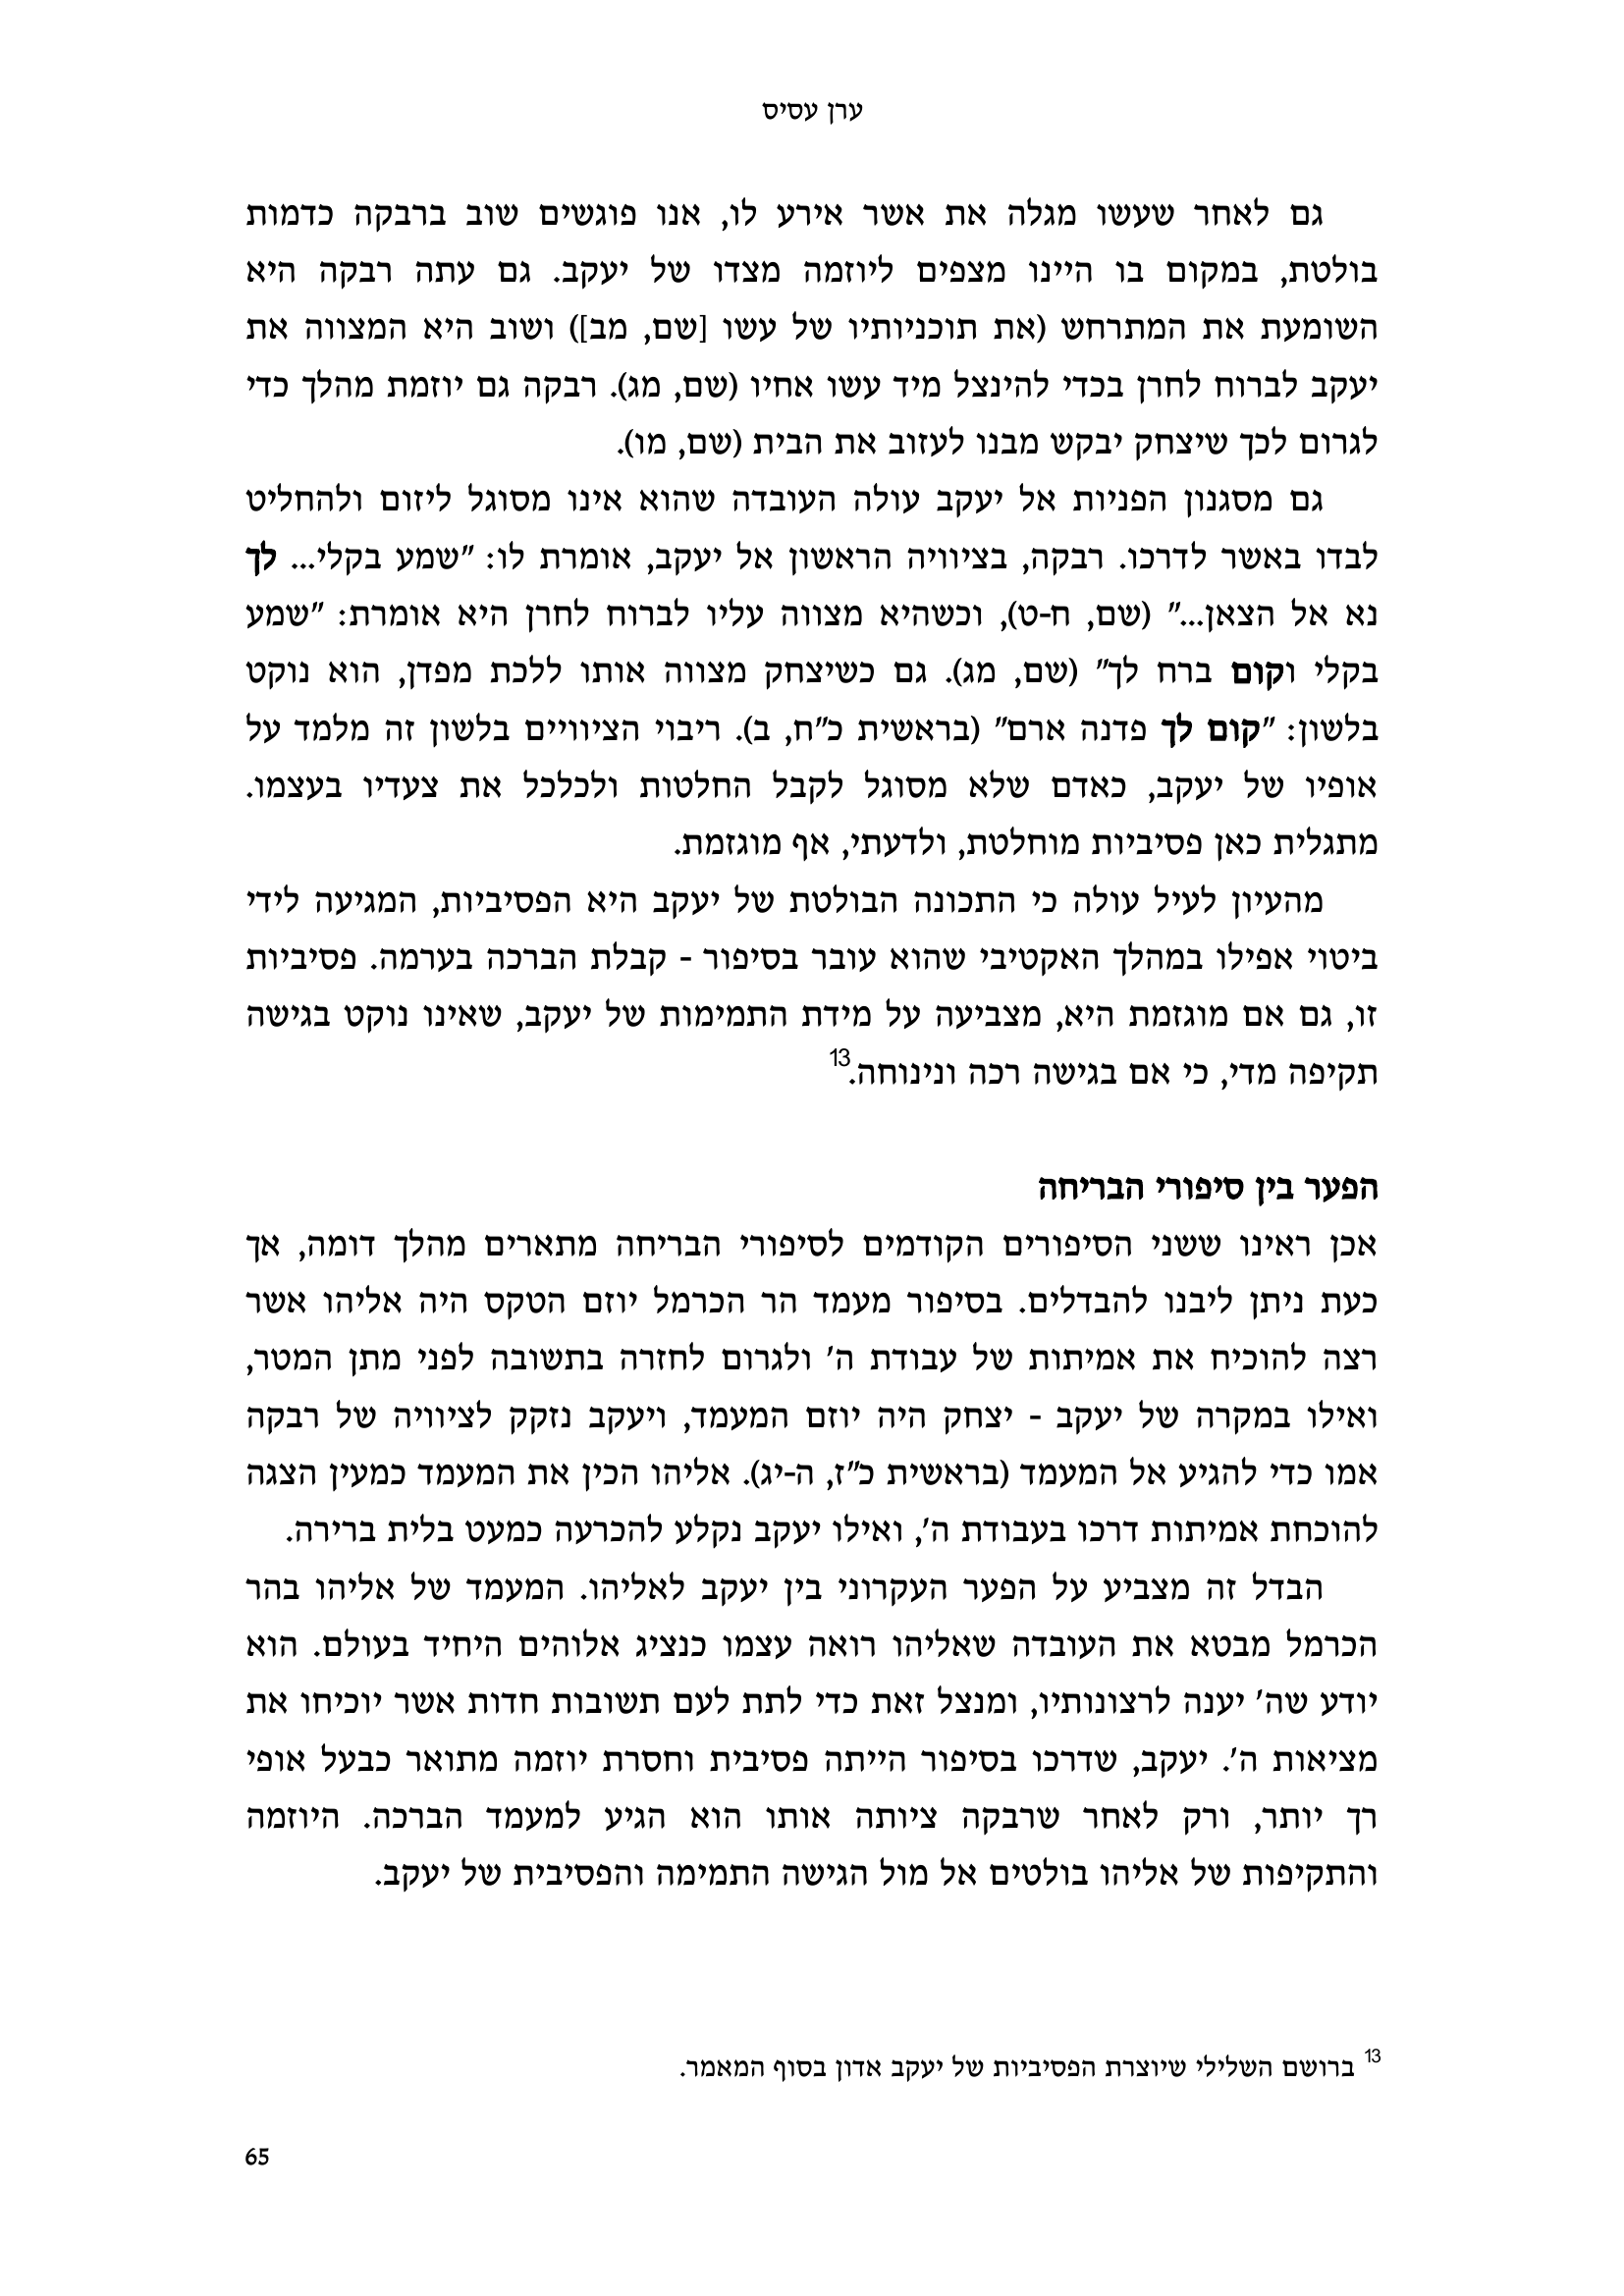 ערן עסיס
גם לאחר שעשו מגלה את אשר אירע לו, אנו פוגשים שוב ברבקה כדמות
בולטת, במקום בו היינו מצפים ליוזמה מצדו של יעקב. גם עתה רבקה היא
השומעת את המתרחש (את תוכניותיו של עשו [שם, מב]) ושוב היא המצווה את
יעקב לברוח לחרן בכדי להינצל מיד עשו אחיו (שם, מג). רבקה גם יוזמת מהלך כדי
לגרום לכך שיצחק יבקש מבנו לעזוב את הבית (שם, מו).
גם מסגנון הפניות אל יעקב עולה העובדה שהוא אינו מסוגל ליזום ולהחליט
לבדו באשר לדרכו. רבקה, בציוויה הראשון אל יעקב, אומרת לו: "שמע בקלי... לך
נא אל הצאן..." (שם, ח-ט), וכשהיא מצווה עליו לברוח לחרן היא אומרת: "שמע
בקלי וקום ברח לך" (שם, מג). גם כשיצחק מצווה אותו ללכת מפדן, הוא נוקט
בלשון: "קום לך פדנה ארם" (בראשית כ"ח, ב). ריבוי הציוויים בלשון זה מלמד על
אופיו של יעקב, כאדם שלא מסוגל לקבל החלטות ולכלכל את צעדיו בעצמו.
מתגלית כאן פסיביות מוחלטת, ולדעתי, אף מוגזמת.
מהעיון לעיל עולה כי התכונה הבולטת של יעקב היא הפסיביות, המגיעה לידי
ביטוי אפילו במהלך האקטיבי שהוא עובר בסיפור - קבלת הברכה בערמה. פסיביות
זו, גם אם מוגזמת היא, מצביעה על מידת התמימות של יעקב, שאינו נוקט בגישה
תקיפה מדי, כי אם בגישה רכה ונינוחה.13
הפער בין סיפורי הבריחה
אכן ראינו ששני הסיפורים הקודמים לסיפורי הבריחה מתארים מהלך דומה, אך
כעת ניתן ליבנו להבדלים. בסיפור מעמד הר הכרמל יוזם הטקס היה אליהו אשר
רצה להוכיח את אמיתות של עבודת ה' ולגרום לחזרה בתשובה לפני מתן המטר,
ואילו במקרה של יעקב - יצחק היה יוזם המעמד, ויעקב נזקק לציוויה של רבקה
אמו כדי להגיע אל המעמד (בראשית כ"ז, ה-יג). אליהו הכין את המעמד כמעין הצגה
להוכחת אמיתות דרכו בעבודת ה', ואילו יעקב נקלע להכרעה כמעט בלית ברירה.
הבדל זה מצביע על הפער העקרוני בין יעקב לאליהו. המעמד של אליהו בהר
הכרמל מבטא את העובדה שאליהו רואה עצמו כנציג אלוהים היחיד בעולם. הוא
יודע שה' יענה לרצונותיו, ומנצל זאת כדי לתת לעם תשובות חדות אשר יוכיחו את
מציאות ה'. יעקב, שדרכו בסיפור הייתה פסיבית וחסרת יוזמה מתואר כבעל אופי
רך יותר, ורק לאחר שרבקה ציותה אותו הוא הגיע למעמד הברכה. היוזמה
והתקיפות של אליהו בולטים אל מול הגישה התמימה והפסיבית של יעקב.
13 ברושם השלילי שיוצרת הפסיביות של יעקב אדון בסוף המאמר.
65